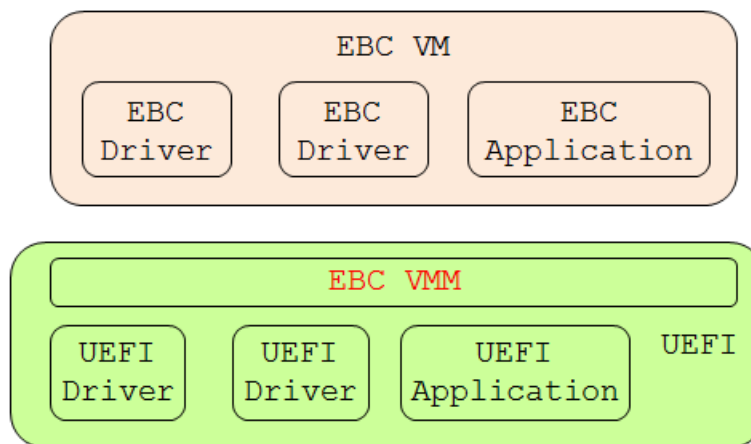 EBC VM
EBC
Driver
EBC
Driver
EBC
Application
EBC VMM
UEFI
Driver
UEFI
Driver
UEFI
Application
UEFI